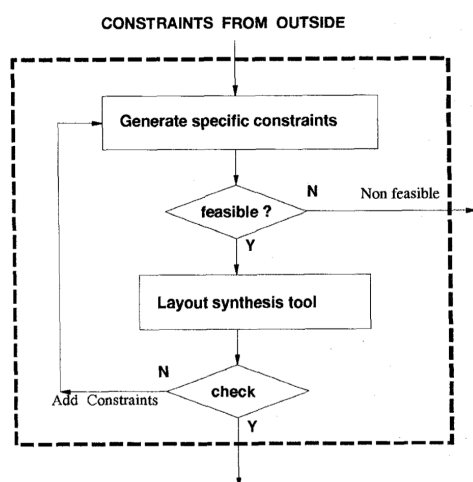 CONSTRAINTS FROM OUTSIDE
Generate specific constraints
N
Non feasible
feasible ?
Y
Layout synthesis tool
N
check
Add Constraints
Y